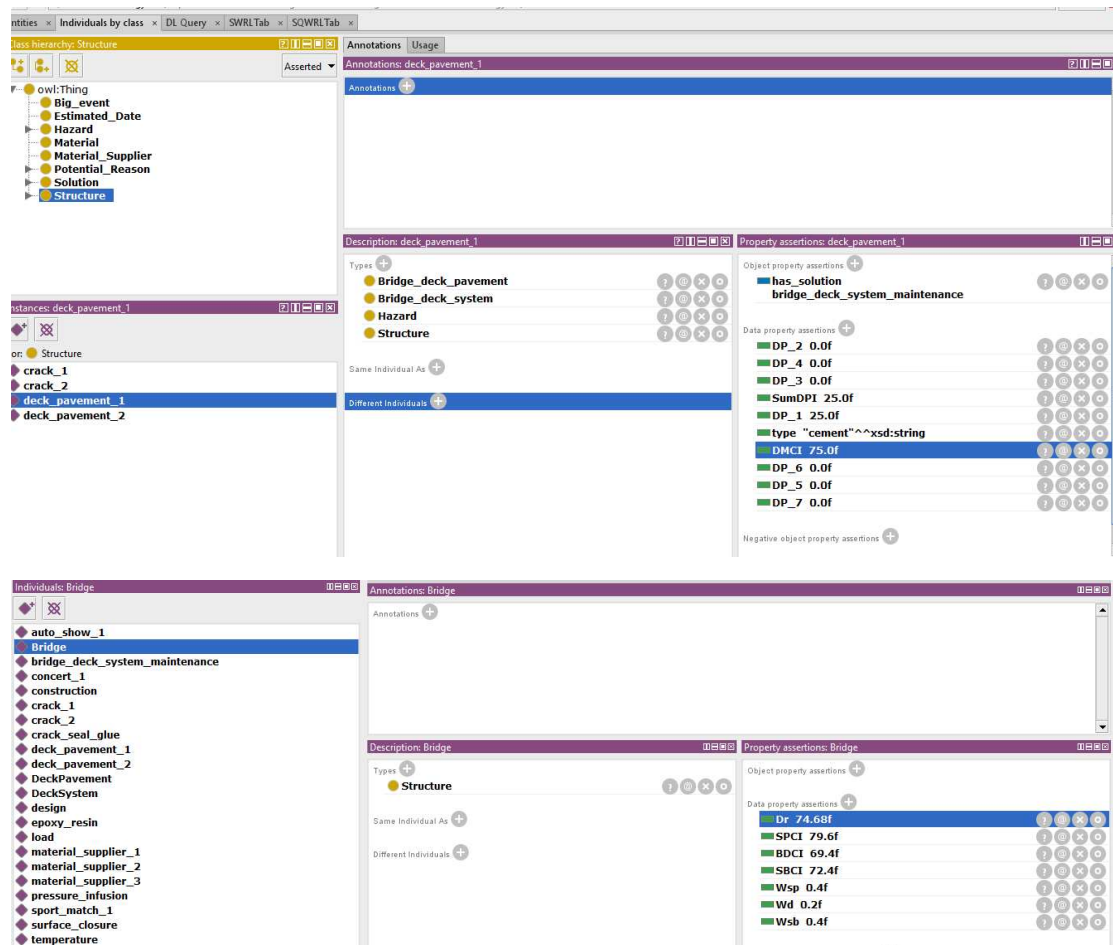 ntities × Individuals by class × DL Query × SWRLTab × SQWRLTab ×
Class hierarchy: Structure
Asserted
owl:Thing
Big_event
Estimated_Date
Hazard
Material
Material_Supplier
Potential_Reason
Solution
Structure
nstances: deck_pavement_1
or: Structure
crack_1
crack_2
deck_pavement_1
deck_pavement_2
Annotations Usage
Annotations: deck_pavement_1
Annotations
Description: deck_pavement_1
Types
Bridge_deck_pavement
Bridge_deck_system
Hazard
Structure
Same Individual As
Different Individuals
Property assertions: deck_pavement_1
Object property assertions
has_solution
bridge_deck_system_maintenance
Data property assertions
DP_2 0.0f
DP_4 0.0f
DP_3 0.0f
SumDPI 25.0f
DP_1 25.0f
type "cement"^^xsd:string
DMCI 75.0f
DP_6 0.0f
DP_5 0.0f
DP_7 0.0f
Negative object property assertions
Individuals: Bridge
auto_show_1
Bridge
bridge_deck_system_maintenance
concert_1
construction
crack_1
crack_2
crack_seal_glue
deck_pavement_1
deck_pavement_2
DeckPavement
DeckSystem
design
epoxy_resin
load
material_supplier_1
material_supplier_2
material_supplier_3
pressure_infusion
sport_match_1
surface_closure
temperature
Annotations: Bridge
Annotations
Description: Bridge
Types
Structure
Same Individual As
Different Individuals
Property assertions: Bridge
Object property assertions
Data property assertions
Dr 74.68f
SPCI 79.6f
BDCI 69.4f
SBCI 72.4f
Wsp 0.4f
Wd 0.2f
Wsb 0.4f